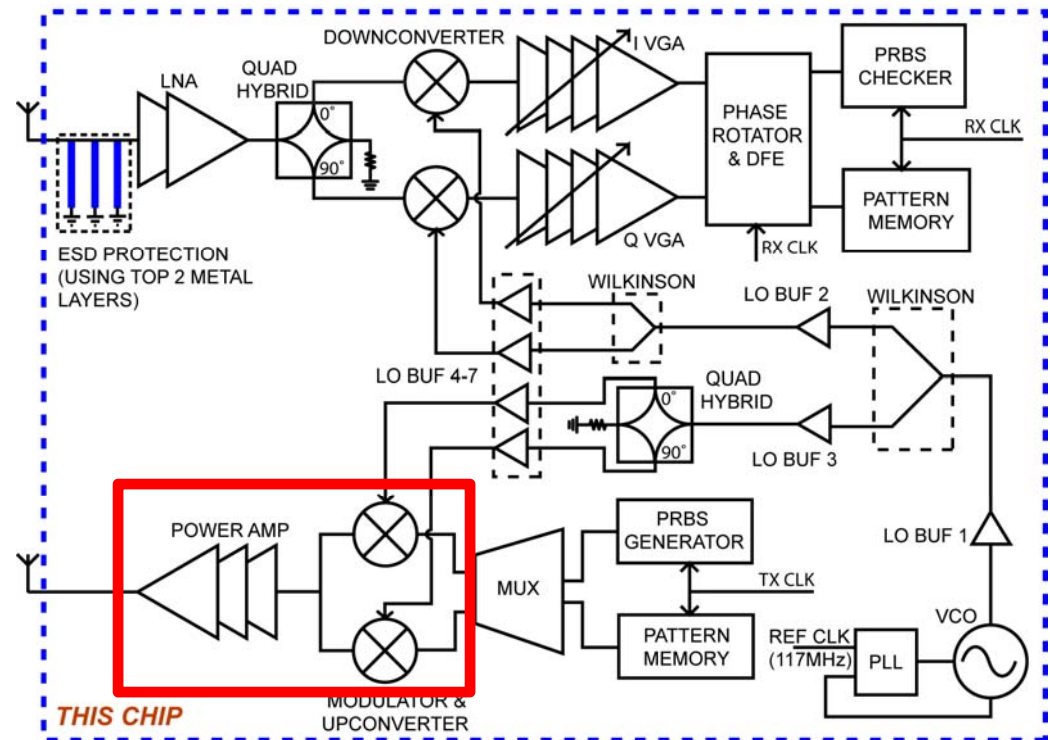 DOWNCONVERTER
I VGA
PRBS
CHECKER
LNA
QUAD
HYBRID
0°
90°
PHASE
ROTATOR
& DFE
RX CLK
PATTERN
MEMORY
Q VGA
RX CLK
ESD PROTECTION
(USING TOP 2 METAL
LAYERS)
WILKINSON
LO BUF 2
WILKINSON
LO BUF 4-7
QUAD
HYBRID
0°
90°
LO BUF 3
POWER AMP
PRBS
GENERATOR
LO BUF 1
MUX
TX CLK
PATTERN
MEMORY
VCO
REF CLK
(117MHz)
PLL
MODULATOR &
UPCONVERTER
THIS CHIP